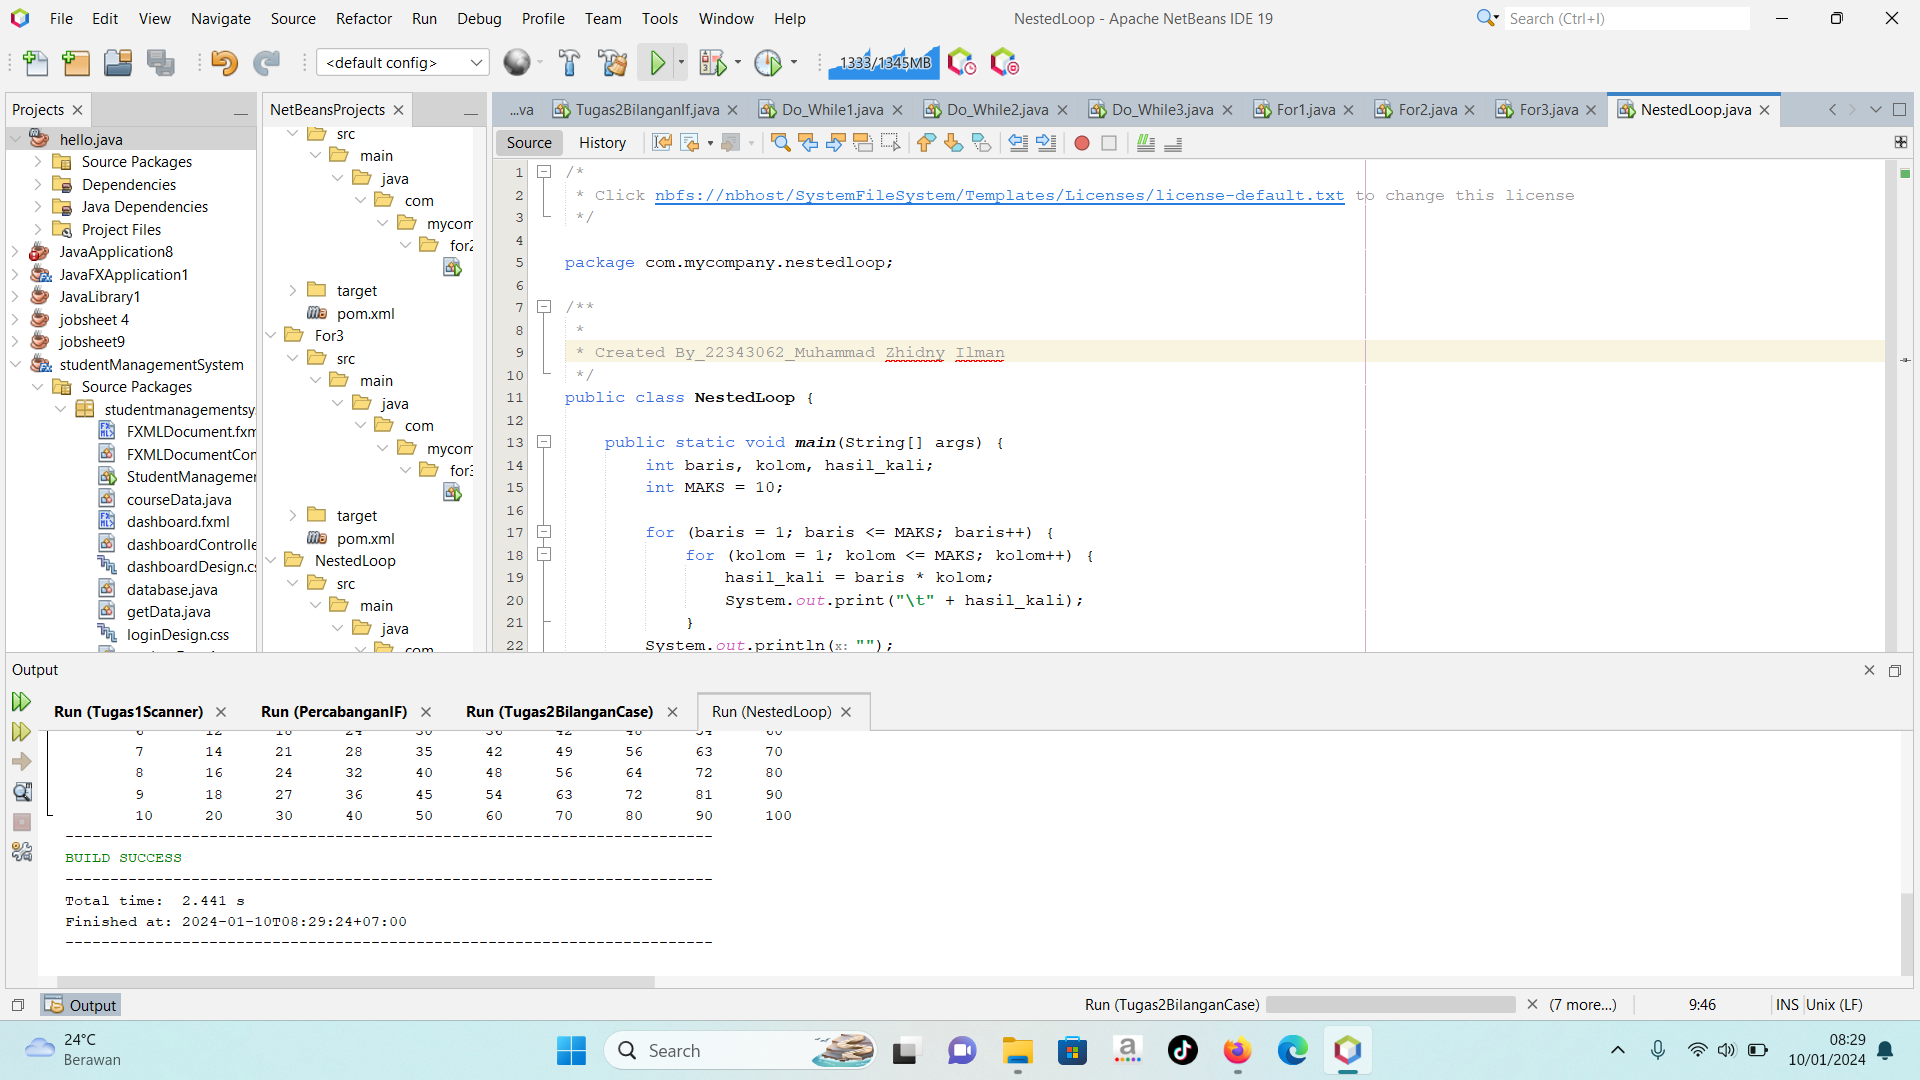 File Edit View Navigate Source Refactor Run Debug Profile Team Tools Window Help
NestedLoop - Apache NetBeans IDE 19
Search (Ctrl+I)
<default config>
1333/1345MB
Projects
hello.java
Source Packages
Dependencies
Java Dependencies
Project Files
JavaApplication8
JavaFXApplication1
JavaLibrary1
jobsheet 4
jobsheet9
studentManagementSystem
Source Packages
studentmanagementsy
FXMLDocument.fxm
FXMLDocumentCon
StudentManagemer
courseData.java
dashboard.fxml
dashboardControlle
dashboardDesign.cs
database.java
getData.java
loginDesign.css
NetBeansProjects
src
main
java
com
mycom
for2
target
pom.xml
For3
src
main
java
com
mycom
for3
target
pom.xml
NestedLoop
src
main
java
com
...va Tugas2BilanganIf.java Do_While1.java Do_While2.java Do_While3.java For1.java For2.java For3.java NestedLoop.java
Source History
1 /*
2 * Click nbfs://nbhost/SystemFileSystem/Templates/Licenses/license-default.txt to change this license
3 */
4
5 package com.mycompany.nestedloop;
6
7 /**
8 *
9 * Created By_22343062_Muhammad Zhidny Ilman
10 */
11 public class NestedLoop {
12
13 public static void main(String[] args) {
14 int baris, kolom, hasil_kali;
15 int MAKS = 10;
16
17 for (baris = 1; baris <= MAKS; baris++) {
18 for (kolom = 1; kolom <= MAKS; kolom++) {
19 hasil_kali = baris * kolom;
20 System.out.print("\t" + hasil_kali);
21 }
22 System.out.println(x: "");
Output
Run (Tugas1Scanner) Run (PercabanganIF) Run (Tugas2BilanganCase) Run (NestedLoop)
6 12 18 24 30 36 42 48 54 60
7 14 21 28 35 42 49 56 63 70
8 16 24 32 40 48 56 64 72 80
9 18 27 36 45 54 63 72 81 90
10 20 30 40 50 60 70 80 90 100
------------------------------------------------------------------------
BUILD SUCCESS
------------------------------------------------------------------------
Total time:  2.441 s
Finished at: 2024-01-10T08:29:24+07:00
------------------------------------------------------------------------
Output
Run (Tugas2BilanganCase) (7 more...) 9:46 INS Unix (LF)
24°C
Berawan
Search
08:29
10/01/2024